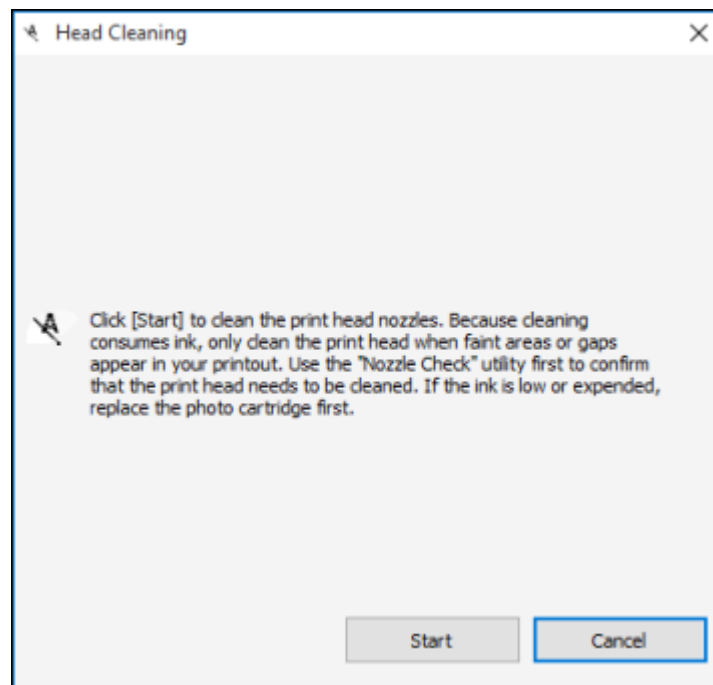 Head Cleaning
Click [Start] to clean the print head nozzles. Because cleaning
consumes ink, only clean the print head when faint areas or gaps
appear in your printout. Use the "Nozzle Check" utility first to confirm
that the print head needs to be cleaned. If the ink is low or expended,
replace the photo cartridge first.
Start
Cancel